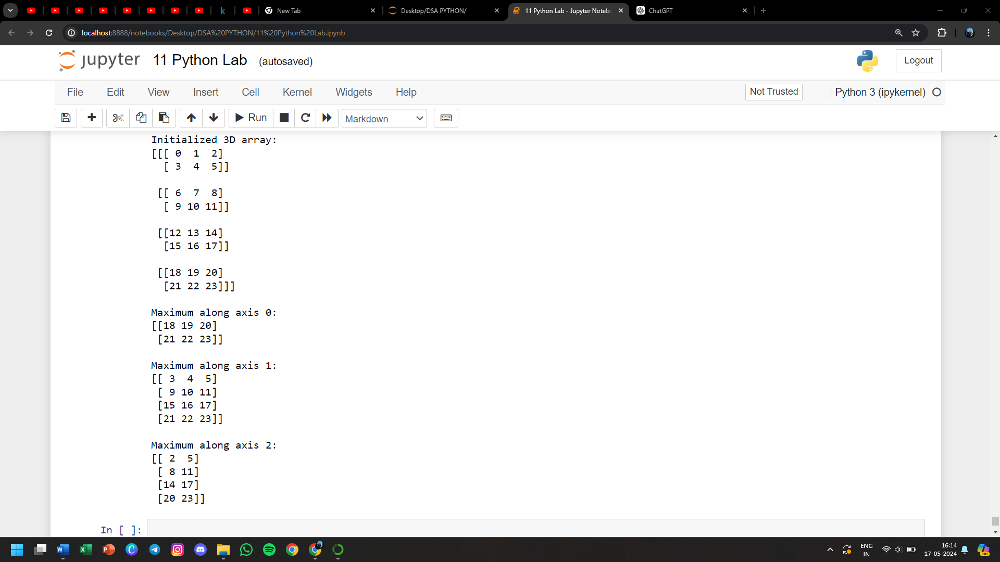 New Tab
Desktop/DSA PYTHON/
11 Python Lab - Jupyter Notebo
ChatGPT
localhost:8888/notebooks/Desktop/DSA%20PYTHON/11%20Python%20Lab.ipynb
jupyter 11 Python Lab (autosaved)
Logout
File Edit View Insert Cell Kernel Widgets Help
Not Trusted
Python 3 (ipykernel)
Run
Markdown
Initialized 3D array:
[[[ 0  1  2]
  [ 3  4  5]]
 [[ 6  7  8]
  [ 9 10 11]]
 [[12 13 14]
  [15 16 17]]
 [[18 19 20]
  [21 22 23]]]
Maximum along axis 0:
[[18 19 20]
 [21 22 23]]
Maximum along axis 1:
[[ 3  4  5]
 [ 9 10 11]
 [15 16 17]
 [21 22 23]]
Maximum along axis 2:
[[ 2  5]
 [ 8 11]
 [14 17]
 [20 23]]
In [ ]:
ENG
IN
16:14
17-05-2024
PRE